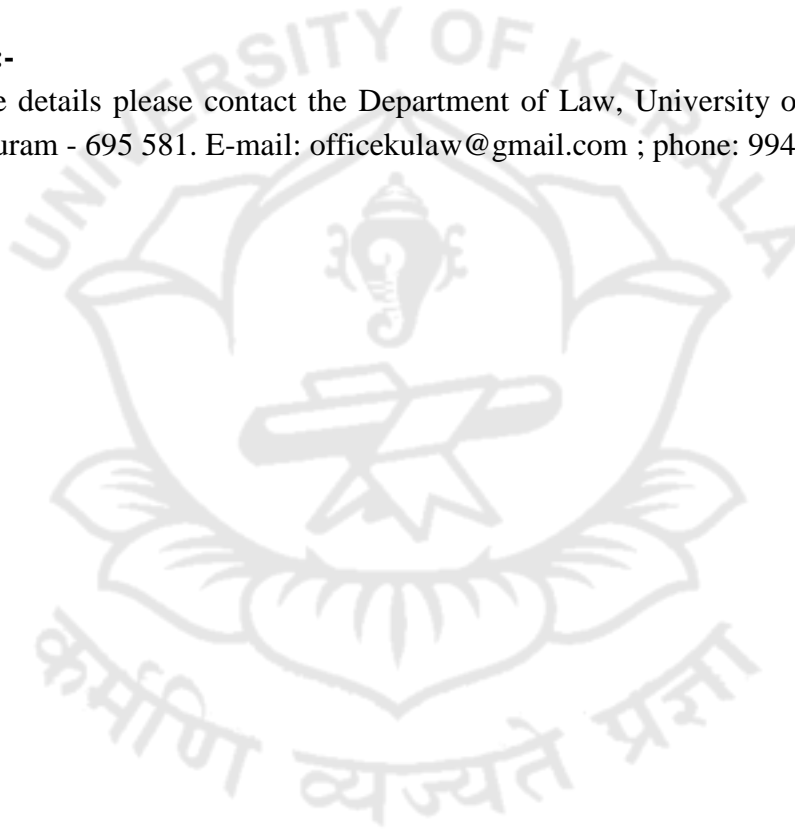 :-
e details please contact the Department of Law, University o
uram - 695 581. E-mail: officekulaw@gmail.com ; phone: 994
UNIVERSITY OF KERALA
कर्मणि व्यज्यते प्रज्ञा